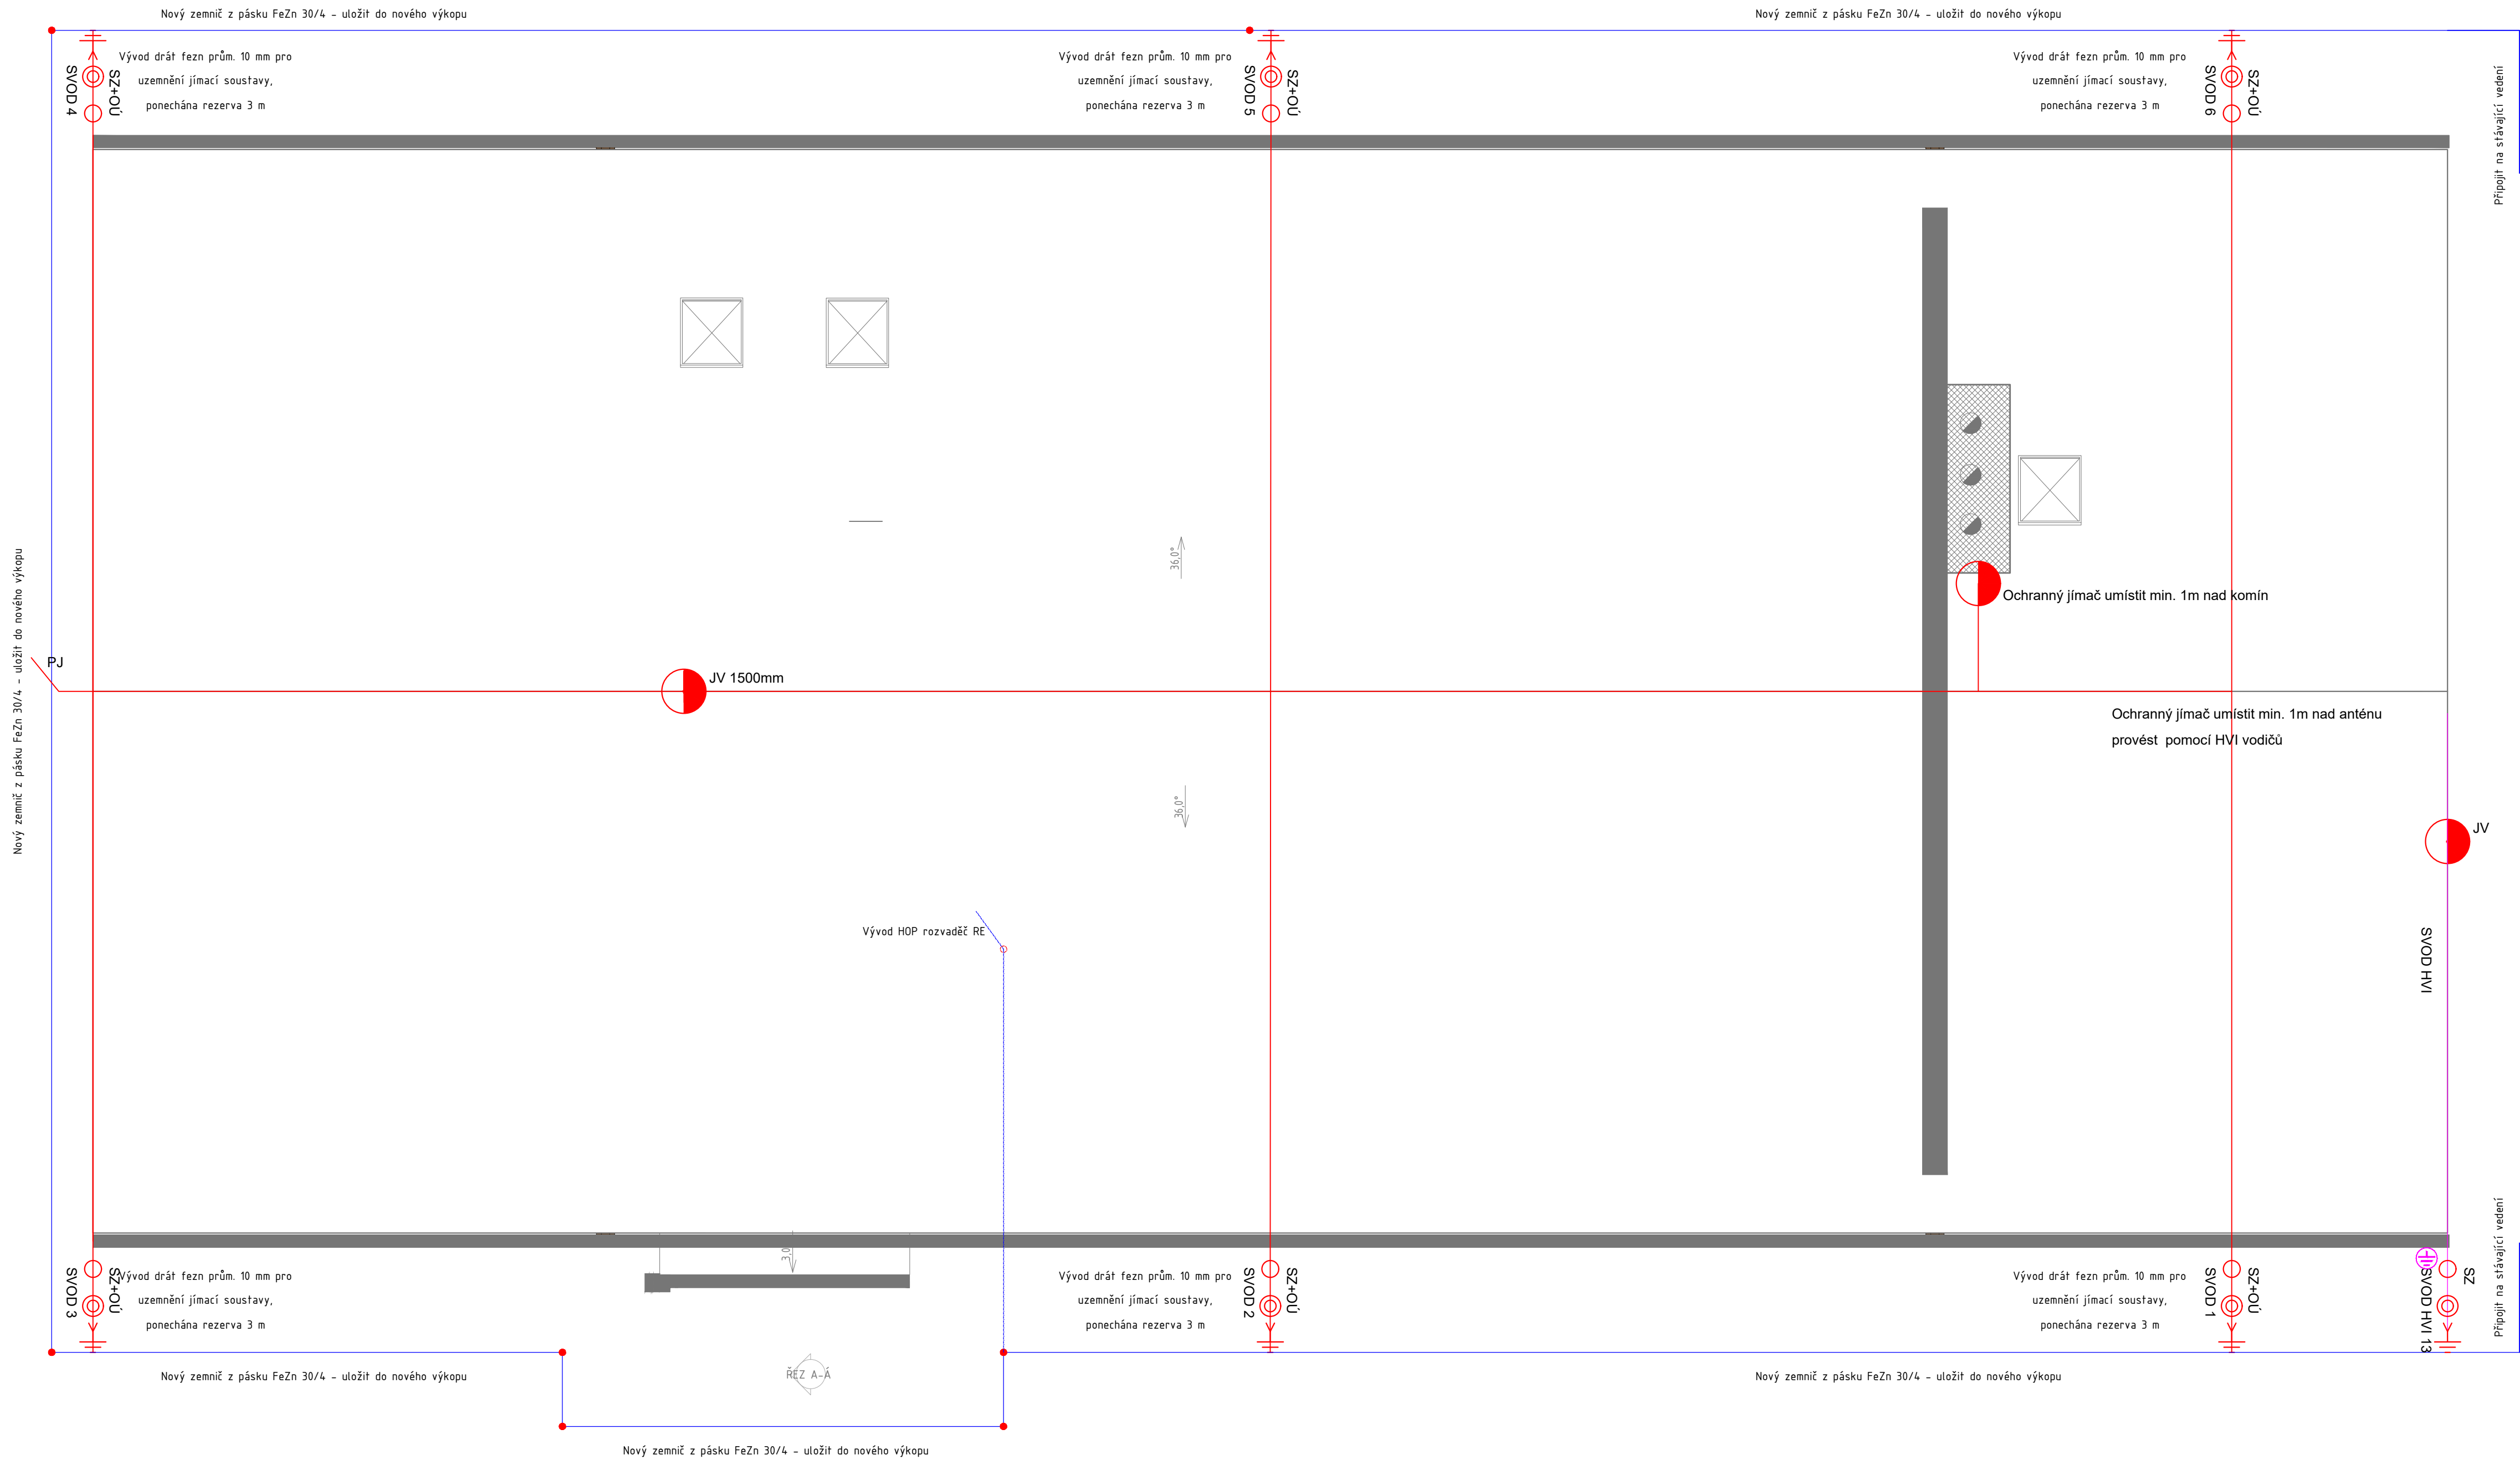 Nový zemnič z pásku FeZn 30/4 - uložit do nového výkopu
Nový zemnič z pásku FeZn 30/4 - uložit do nového výkopu
SVOD 4
SZ+OÚ
Vývod drát fezn prům. 10 mm pro
uzemnění jímací soustavy,
ponechána rezerva 3 m
Vývod drát fezn prům. 10 mm pro
uzemnění jímací soustavy,
ponechána rezerva 3 m
SVOD 5
SZ+OÚ
Vývod drát fezn prům. 10 mm pro
uzemnění jímací soustavy,
ponechána rezerva 3 m
SVOD 6
SZ+OÚ
Připojit na stávající vedení
36,0°
Ochranný jímač umístit min. 1m nad komín
Nový zemnič z pásku FeZn 30/4 - uložit do nového výkopu
PJ
JV 1500mm
Ochranný jímač umístit min. 1m nad anténu
provést pomocí HVI vodičů
36,0°
JV
Vývod HOP rozvaděč RE
SVOD HVI
3,0
SVOD 3
SZ+OÚ
Vývod drát fezn prům. 10 mm pro
uzemnění jímací soustavy,
ponechána rezerva 3 m
Vývod drát fezn prům. 10 mm pro
uzemnění jímací soustavy,
ponechána rezerva 3 m
SVOD 2
SZ+OÚ
Vývod drát fezn prům. 10 mm pro
uzemnění jímací soustavy,
ponechána rezerva 3 m
SVOD 1
SZ+OÚ
SVOD HVI 13
SZ
Připojit na stávající vedení
Nový zemnič z pásku FeZn 30/4 - uložit do nového výkopu
ŘEZ A-Á
Nový zemnič z pásku FeZn 30/4 - uložit do nového výkopu
Nový zemnič z pásku FeZn 30/4 - uložit do nového výkopu